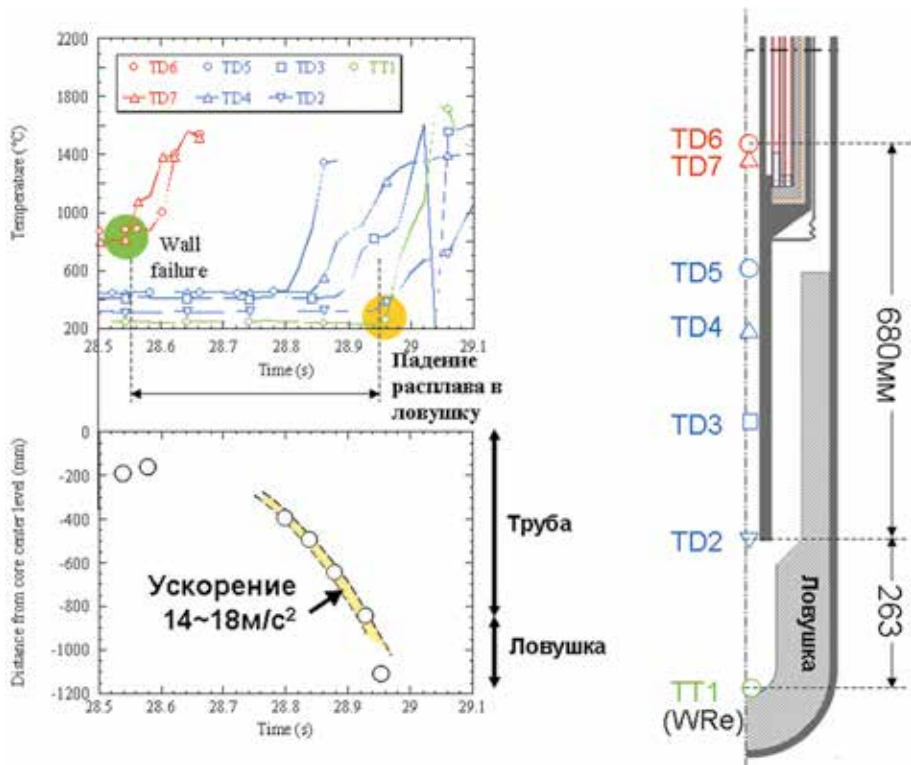 2200
1800
1400
1000
600
200
Temperature (°C)
TD6 TD5 TD3 TT1
TD7 TD4 TD2
Wall
failure
28.5 28.6 28.7 28.8 28.9 29 29.1
Time (s)
Падение
расплава в
ловушку
0
-200
-400
-600
-800
-1000
-1200
Distance from core center level (mm)
Ускорение
14~18м/с²
28.5 28.6 28.7 28.8 28.9 29 29.1
Time (s)
Труба
Ловушка
TD6
TD7
TD5
TD4
TD3
TD2
TT1
(WRe)
680мм
263
Ловушка